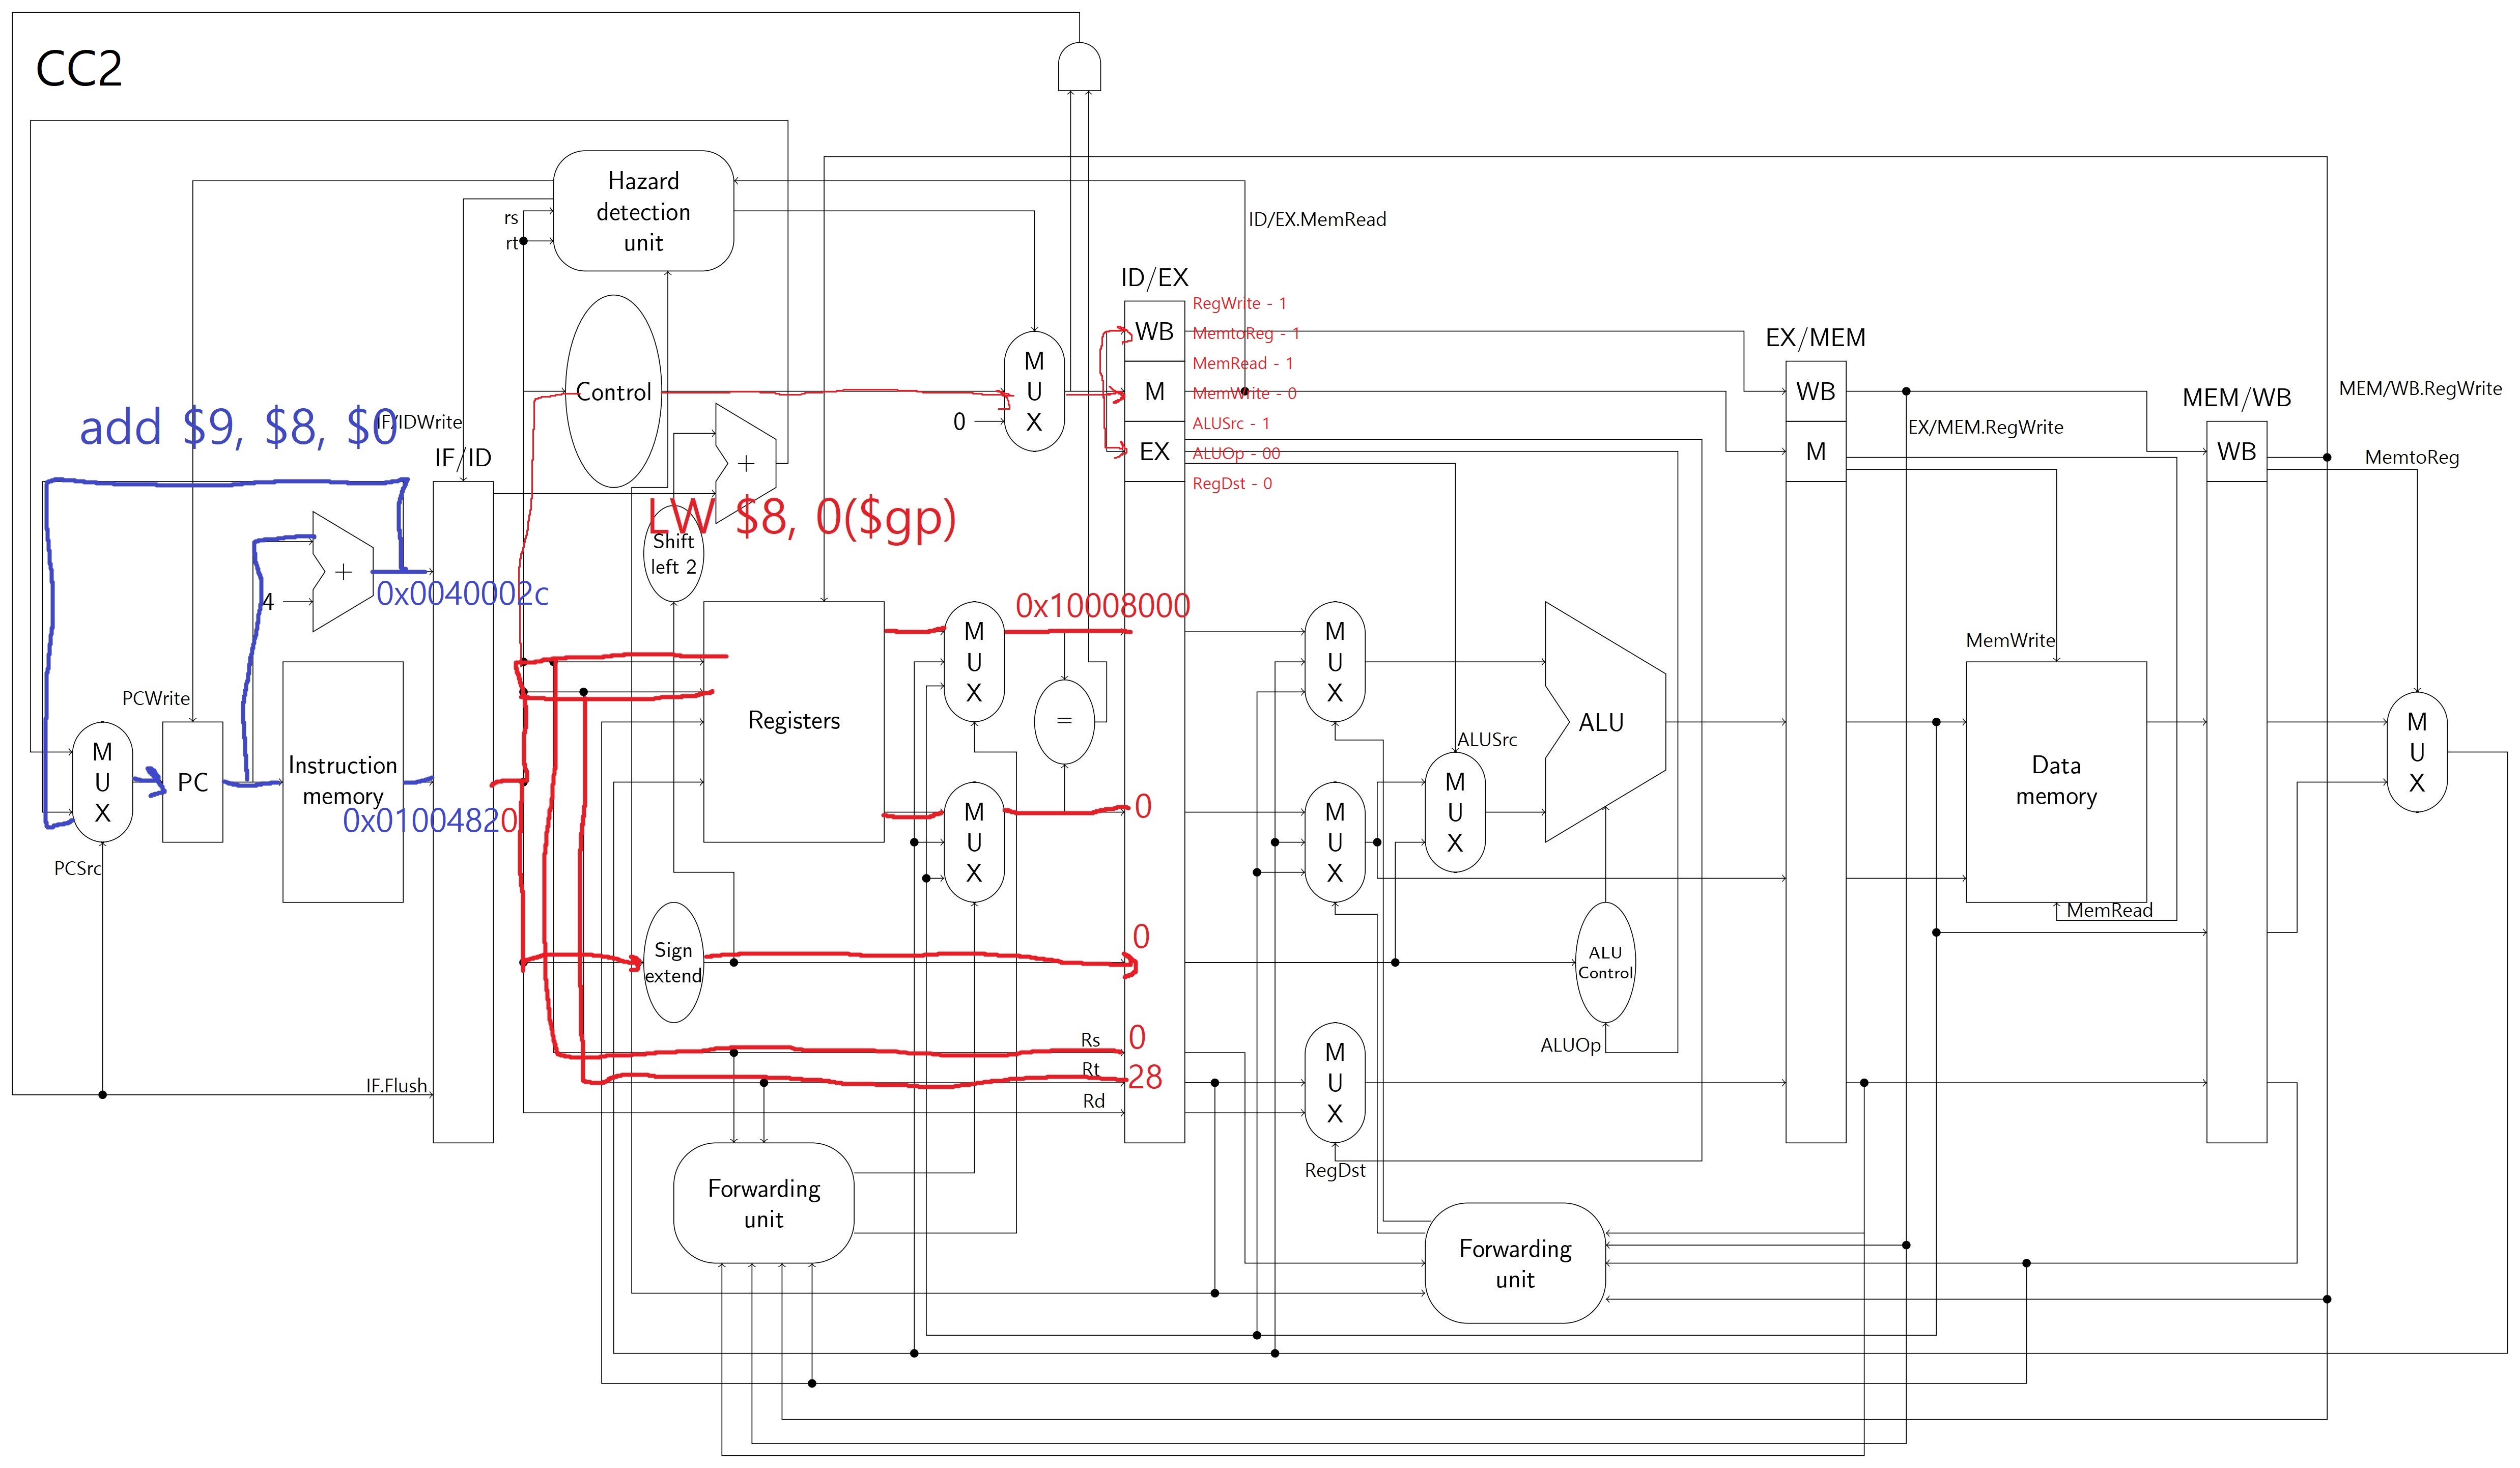 CC2
Hazard
detection
unit
rs
rt
ID/EX.MemRead
ID/EX
RegWrite - 1
WB
MemtoReg - 1
MemRead - 1
M
MemWrite - 0
ALUSrc - 1
EX
ALUOp - 00
RegDst - 0
M
U
X
0
Control
EX/MEM
WB
M
EX/MEM.RegWrite
MEM/WB
WB
MEM/WB.RegWrite
MemtoReg
add $9, $8, $0
IF/IDWrite
IF/ID
+
LW $8, 0($gp)
Shift
left 2
+
4
0x0040002c
0x10008000
PCWrite
M
U
X
PC
Instruction
memory
0x01004820
PCSrc
Registers
M
U
X
=
M
U
X
0
M
U
X
M
U
X
ALUSrc
M
U
X
ALU
MemWrite
Data
memory
MemRead
M
U
X
Sign
extend
0
ALU
Control
ALUOp
Rs
0
Rt
28
Rd
M
U
X
RegDst
IF.Flush
Forwarding
unit
Forwarding
unit